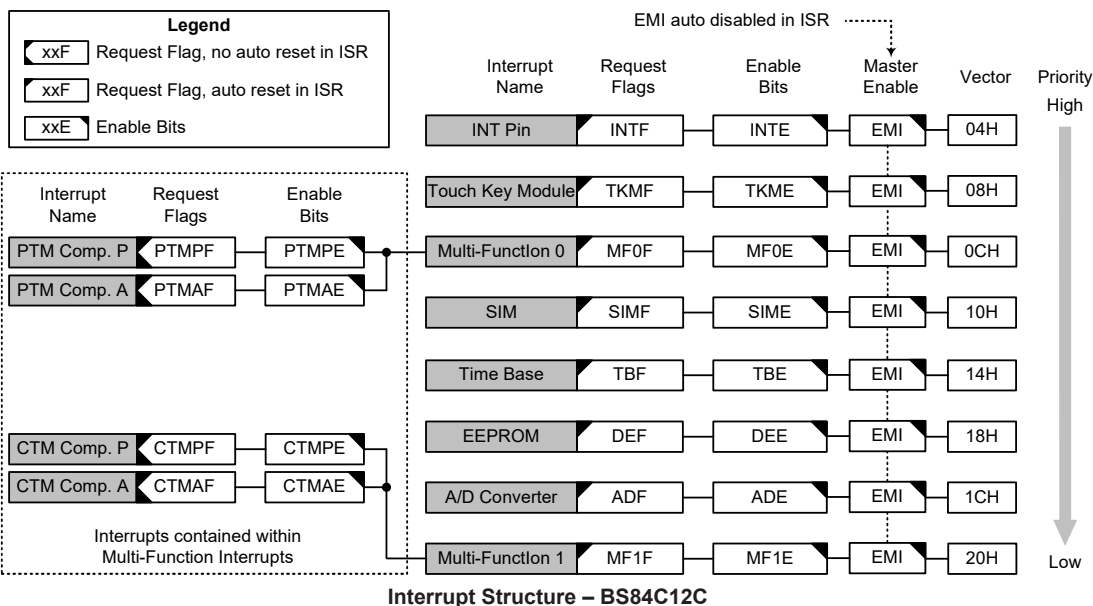 Legend
xxF Request Flag, no auto reset in ISR
xxF Request Flag, auto reset in ISR
xxE Enable Bits
EMI auto disabled in ISR
Interrupt Name Request Flags Enable Bits Master Enable Vector Priority
High
INT Pin INTF INTE EMI 04H
Touch Key Module TKMF TKME EMI 08H
Interrupt Name Request Flags Enable Bits
PTM Comp. P PTMPF PTMPE Multi-FunctIon 0 MF0F MF0E EMI 0CH
PTM Comp. A PTMAF PTMAE
SIM SIMF SIME EMI 10H
Time Base TBF TBE EMI 14H
CTM Comp. P CTMPF CTMPE EEPROM DEF DEE EMI 18H
CTM Comp. A CTMAF CTMAE A/D Converter ADF ADE EMI 1CH
Interrupts contained within
Multi-Function Interrupts
Multi-FunctIon 1 MF1F MF1E EMI 20H Low
Interrupt Structure – BS84C12C